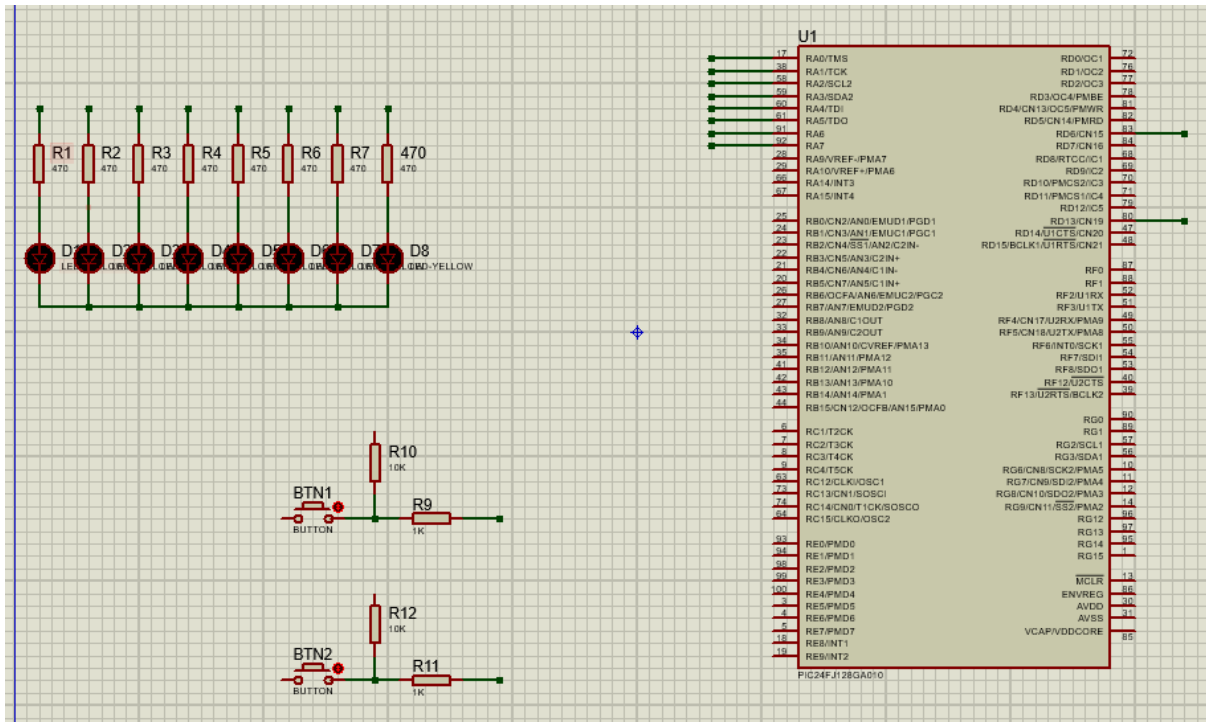 R1
470
R2
470
R3
470
R4
470
R5
470
R6
470
R7
470
470
470
D8
LED-YELLOW
R10
10K
BTN1
BUTTON
R9
1K
R12
10K
BTN2
BUTTON
R11
1K
U1
17 RA0/TMS
38 RA1/TCK
58 RA2/SCL2
59 RA3/SDA2
60 RA4/TDI
61 RA5/TDO
91 RA6
92 RA7
28 RA9/VREF-/PMA7
29 RA10/VREF+/PMA6
66 RA14/INT3
67 RA15/INT4
25 RB0/CN2/AN0/EMUD1/PGD1
24 RB1/CN3/AN1/EMUC1/PGC1
23 RB2/CN4/SS1/AN2/C2IN-
22 RB3/CN5/AN3/C2IN+
21 RB4/CN6/AN4/C1IN-
20 RB5/CN7/AN5/C1IN+
26 RB6/OCFA/AN6/EMUC2/PGC2
27 RB7/AN7/EMUD2/PGD2
32 RB8/AN8/C1OUT
33 RB9/AN9/C2OUT
34 RB10/AN10/CVREF/PMA13
35 RB11/AN11/PMA12
41 RB12/AN12/PMA11
42 RB13/AN13/PMA10
43 RB14/AN14/PMA1
44 RB15/CN12/OCFB/AN15/PMA0
6 RC1/T2CK
7 RC2/T3CK
8 RC3/T4CK
9 RC4/T5CK
63 RC12/CLKI/OSC1
73 RC13/CN1/SOSCI
74 RC14/CN0/T1CK/SOSCO
64 RC15/CLKO/OSC2
93 RE0/PMD0
94 RE1/PMD1
98 RE2/PMD2
99 RE3/PMD3
100 RE4/PMD4
3 RE5/PMD5
4 RE6/PMD6
5 RE7/PMD7
18 RE8/INT1
19 RE9/INT2
RD0/OC1 72
RD1/OC2 76
RD2/OC3 77
RD3/OC4/PMBE 78
RD4/CN13/OC5/PMWR 81
RD5/CN14/PMRD 82
RD6/CN15 83
RD7/CN16 84
RD8/RTCC/IC1 68
RD9/IC2 69
RD10/PMCS2/IC3 70
RD11/PMCS1/IC4 71
RD12/IC5 79
RD13/CN19 80
RD14/U1CTS/CN20 47
RD15/BCLK1/U1RTS/CN21 48
RF0 87
RF1 88
RF2/U1RX 52
RF3/U1TX 51
RF4/CN17/U2RX/PMA9 49
RF5/CN18/U2TX/PMA8 50
RF6/INT0/SCK1 55
RF7/SDI1 54
RF8/SDO1 53
RF12/U2CTS 40
RF13/U2RTS/BCLK2 39
RG0 90
RG1 89
RG2/SCL1 57
RG3/SDA1 56
RG6/CN8/SCK2/PMA5 10
RG7/CN9/SDI2/PMA4 11
RG8/CN10/SDO2/PMA3 12
RG9/CN11/SS2/PMA2 14
RG12 96
RG13 97
RG14 95
RG15 1
MCLR 13
ENVREG 86
AVDD 30
AVSS 31
VCAP/VDDCORE 85
PIC24FJ128GA010